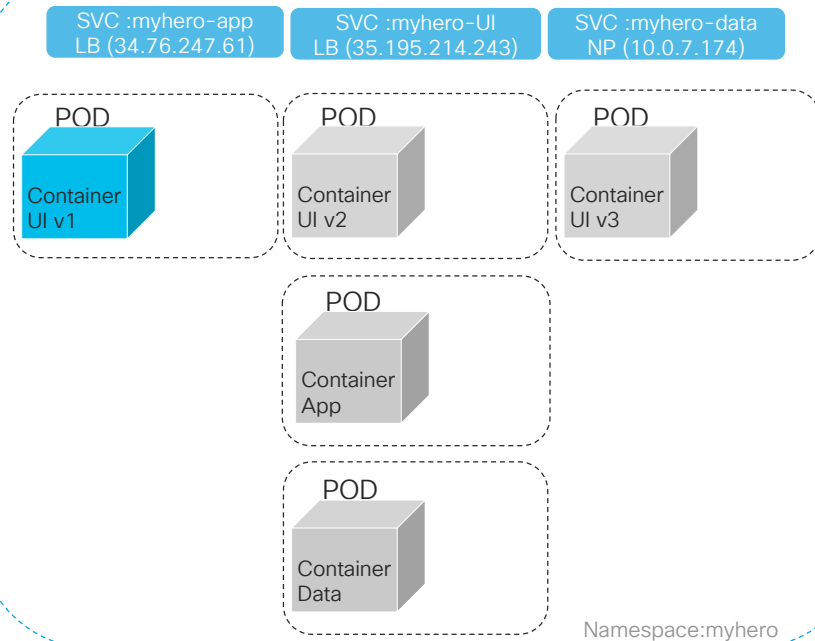 SVC :myhero-app
LB (34.76.247.61)
SVC :myhero-UI
LB (35.195.214.243)
SVC :myhero-data
NP (10.0.7.174)
POD
Container
UI v1
POD
Container
UI v2
POD
Container
UI v3
POD
Container
App
POD
Container
Data
Namespace:myhero